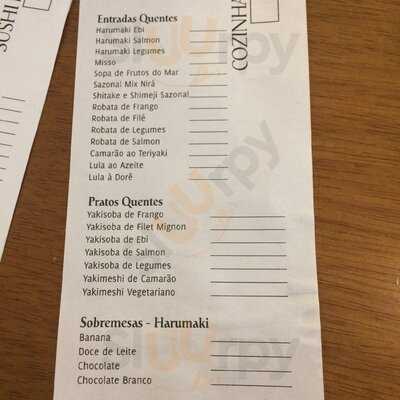 SUSHI
COZINHA
Entradas Quentes
Harumaki Ebi
Harumaki Salmon
Harumaki Legumes
Misso
Sopa de Frutos do Mar
Sazonal Mix Nirá
Shitake e Shimeji Sazonal
Robata de Frango
Robata de Filé
Robata de Legumes
Robata de Salmon
Camarão ao Teriyaki
Lula ao Azeite
Lula à Dorê
Pratos Quentes
Yakisoba de Frango
Yakisoba de Filet Mignon
Yakisoba de Ebi
Yakisoba de Salmon
Yakisoba de Legumes
Yakimeshi de Camarão
Yakimeshi Vegetariano
Sobremesas - Harumaki
Banana
Doce de Leite
Chocolate
Chocolate Branco